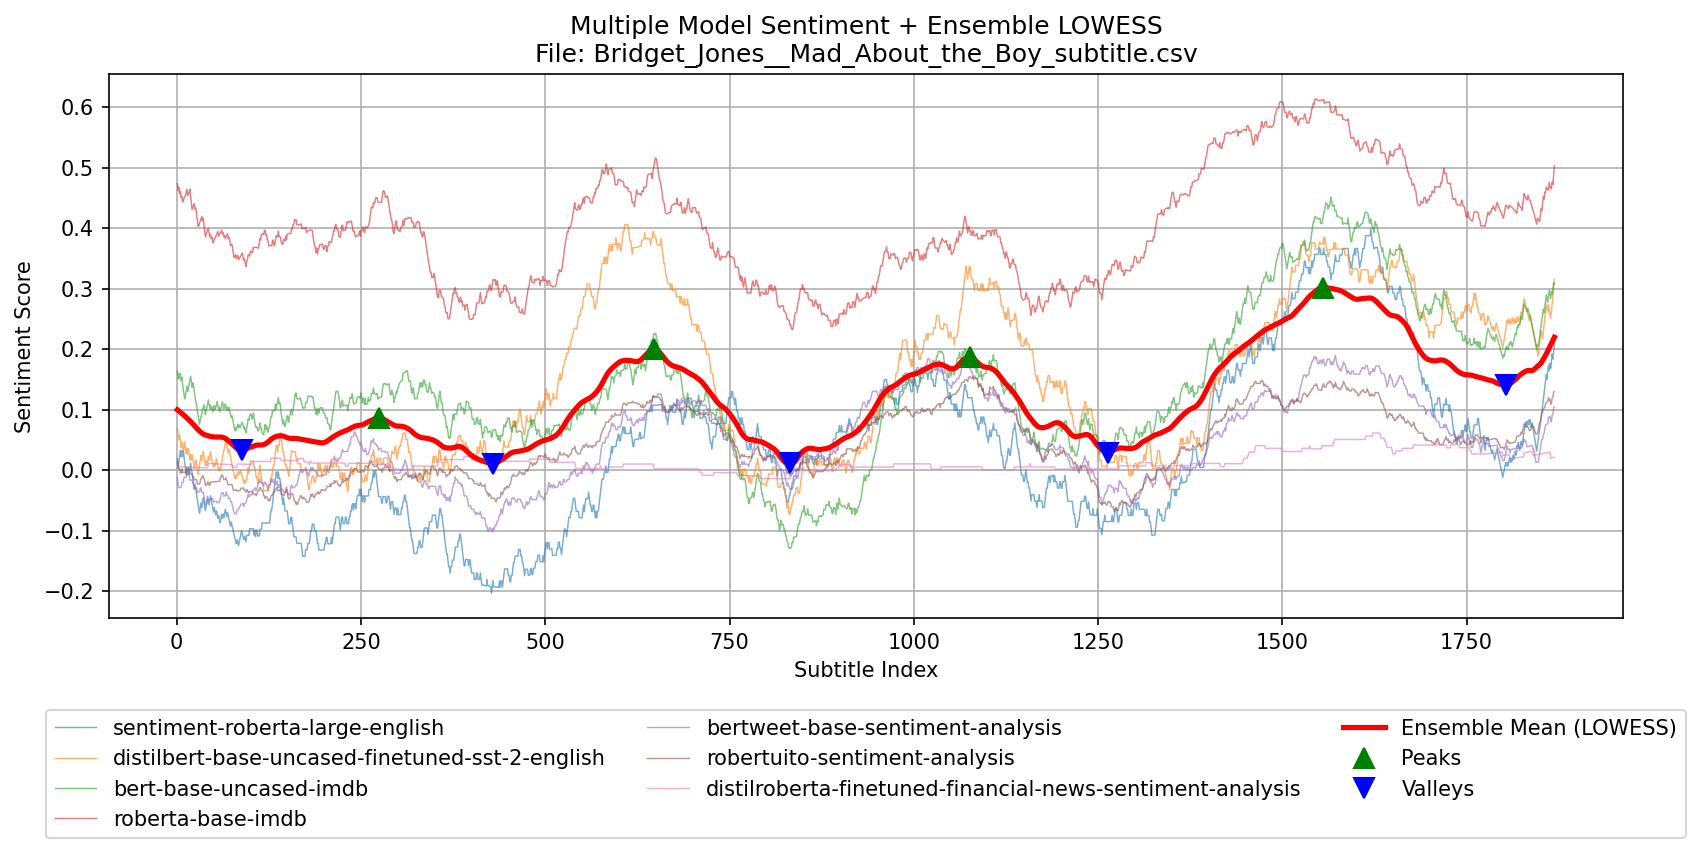 Multiple Model Sentiment + Ensemble LOWESS
File: Bridget_Jones__Mad_About_the_Boy_subtitle.csv
Sentiment Score
0.6
0.5
0.4
0.3
0.2
0.1
0.0
−0.1
−0.2
0 250 500 750 1000 1250 1500 1750
Subtitle Index
sentiment-roberta-large-english
distilbert-base-uncased-finetuned-sst-2-english
bert-base-uncased-imdb
roberta-base-imdb
bertweet-base-sentiment-analysis
robertuito-sentiment-analysis
distilroberta-finetuned-financial-news-sentiment-analysis
Ensemble Mean (LOWESS)
Peaks
Valleys